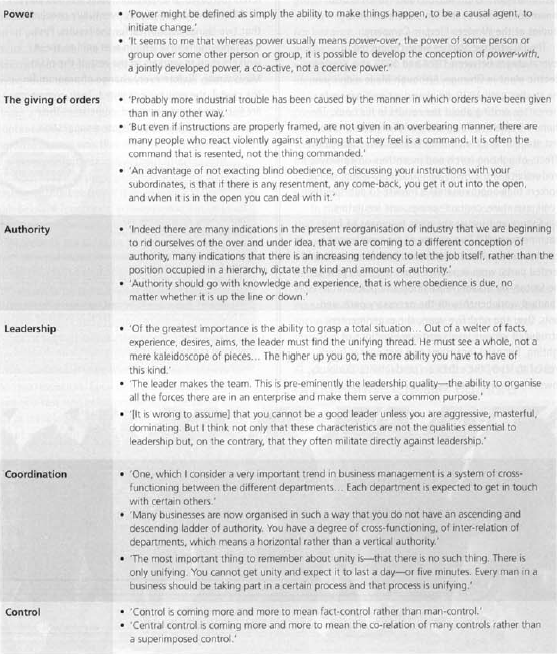 Power
• 'Power might be defined as simply the ability to make things happen, to be a causal agent, to
initiate change.'
• 'It seems to me that whereas power usually means power-over, the power of some person or
group over some other person or group, it is possible to develop the conception of power-with,
a jointly developed power, a co-active, not a coercive power.'
The giving of orders
• 'Probably more industrial trouble has been caused by the manner in which orders have been given
than in any other way.'
• 'But even if instructions are properly framed, are not given in an overbearing manner, there are
many people who react violently against anything that they feel is a command. It is often the
command that is resented, not the thing commanded.'
• 'An advantage of not exacting blind obedience, of discussing your instructions with your
subordinates, is that if there is any resentment, any come-back, you get it out into the open,
and when it is in the open you can deal with it.'
Authority
• 'Indeed there are many indications in the present reorganisation of industry that we are beginning
to rid ourselves of the over and under idea, that we are coming to a different conception of
authority, many indications that there is an increasing tendency to let the job itself, rather than the
position occupied in a hierarchy, dictate the kind and amount of authority.'
• 'Authority should go with knowledge and experience, that is where obedience is due, no
matter whether it is up the line or down.'
Leadership
• 'Of the greatest importance is the ability to grasp a total situation... Out of a welter of facts,
experience, desires, aims, the leader must find the unifying thread. He must see a whole, not a
mere kaleidoscope of pieces... The higher up you go, the more ability you have to have of
this kind.'
• 'The leader makes the team. This is pre-eminently the leadership quality—the ability to organise
all the forces there are in an enterprise and make them serve a common purpose.'
• '[It is wrong to assume] that you cannot be a good leader unless you are aggressive, masterful,
dominating. But I think not only that these characteristics are not the qualities essential to
leadership but, on the contrary, that they often militate directly against leadership.'
Coordination
• 'One, which I consider a very important trend in business management is a system of cross-
functioning between the different departments... Each department is expected to get in touch
with certain others.'
• 'Many businesses are now organised in such a way that you do not have an ascending and
descending ladder of authority. You have a degree of cross-functioning, of inter-relation of
departments, which means a horizontal rather than a vertical authority.'
• 'The most important thing to remember about unity is—that there is no such thing. There is
only unifying. You cannot get unity and expect it to last a day—or five minutes. Every man in a
business should be taking part in a certain process and that process is unifying.'
Control
• 'Control is coming more and more to mean fact-control rather than man-control.'
• 'Central control is coming more and more to mean the co-relation of many controls rather than
a superimposed control.'